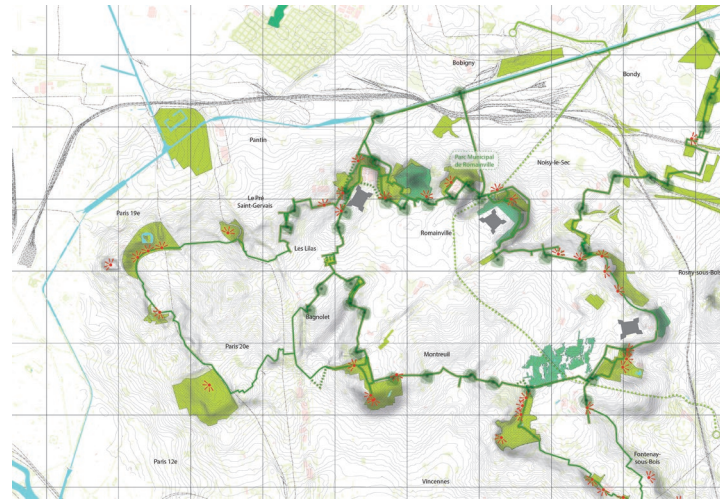 Bobigny
Bondy
Pantin
Parc Municipal
de Romainville
Noisy-le-Sec
Le Pré
Saint-Gervais
Paris 19e
Romainville
Les Lilas
Rosny-sous-Bois
Bagnolet
Paris 20e
Montreuil
Fontenay-
sous-Bois
Paris 12e
Vincennes